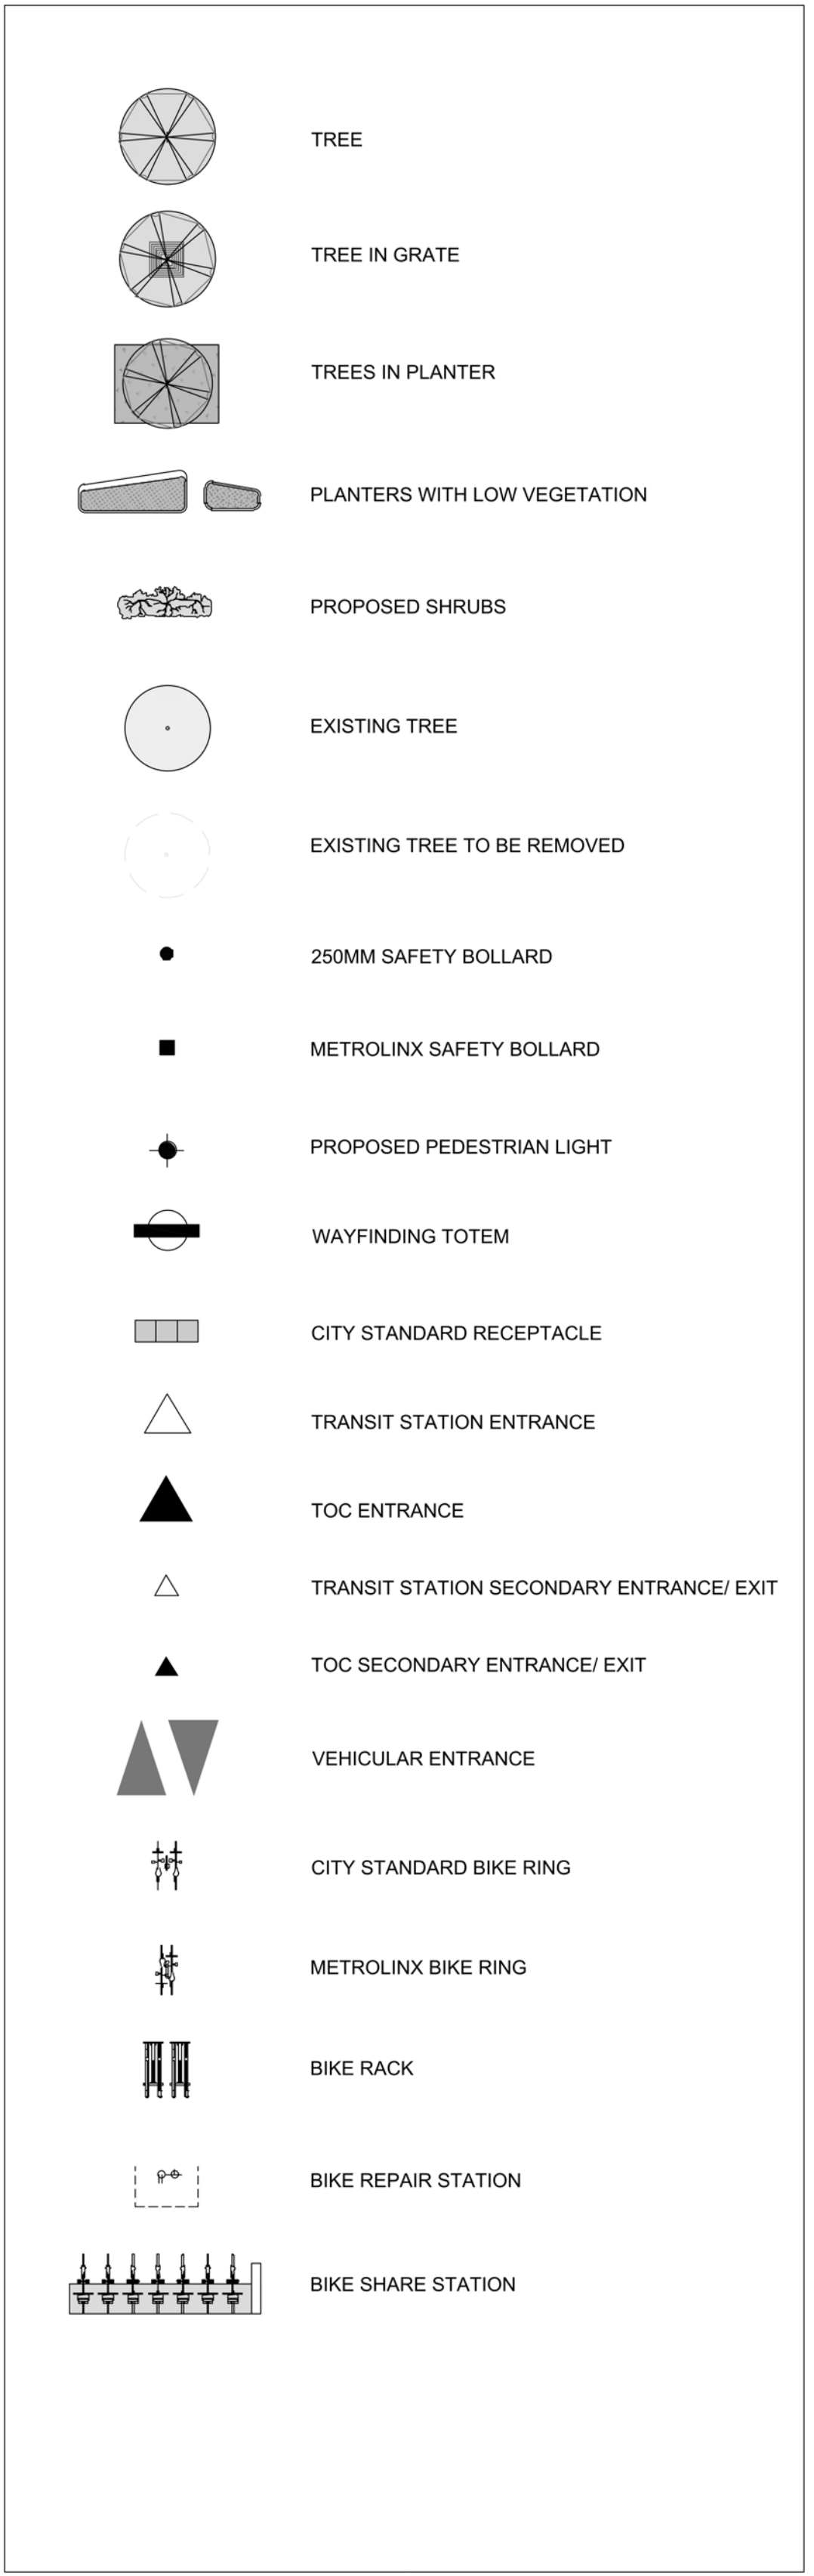 TREE
TREE IN GRATE
TREES IN PLANTER
PLANTERS WITH LOW VEGETATION
PROPOSED SHRUBS
EXISTING TREE
EXISTING TREE TO BE REMOVED
250MM SAFETY BOLLARD
METROLINX SAFETY BOLLARD
PROPOSED PEDESTRIAN LIGHT
WAYFINDING TOTEM
CITY STANDARD RECEPTACLE
TRANSIT STATION ENTRANCE
TOC ENTRANCE
TRANSIT STATION SECONDARY ENTRANCE/ EXIT
TOC SECONDARY ENTRANCE/ EXIT
VEHICULAR ENTRANCE
CITY STANDARD BIKE RING
METROLINX BIKE RING
BIKE RACK
BIKE REPAIR STATION
BIKE SHARE STATION